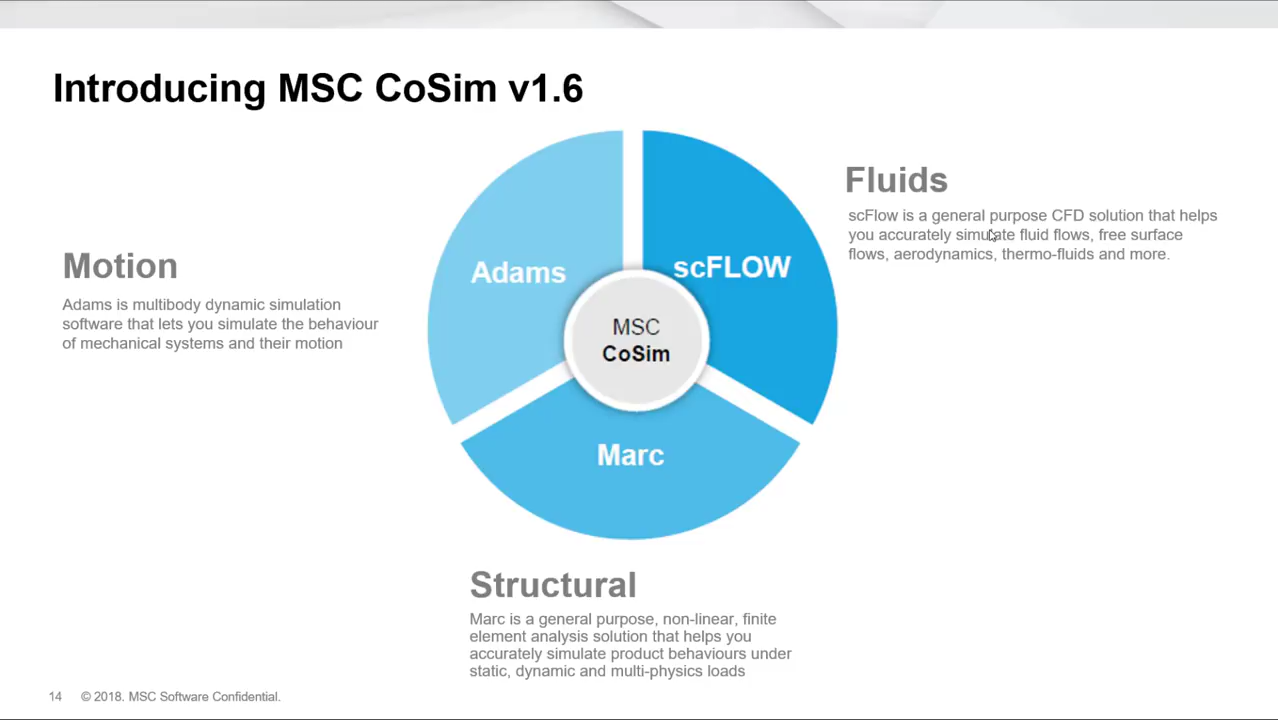 Introducing MSC CoSim v1.6
Motion
Adams is multibody dynamic simulation
software that lets you simulate the behaviour
of mechanical systems and their motion
Adams
scFLOW
MSC
CoSim
Marc
Fluids
scFlow is a general purpose CFD solution that helps
you accurately simulate fluid flows, free surface
flows, aerodynamics, thermo-fluids and more.
Structural
Marc is a general purpose, non-linear, finite
element analysis solution that helps you
accurately simulate product behaviours under
static, dynamic and multi-physics loads
14 © 2018. MSC Software Confidential.